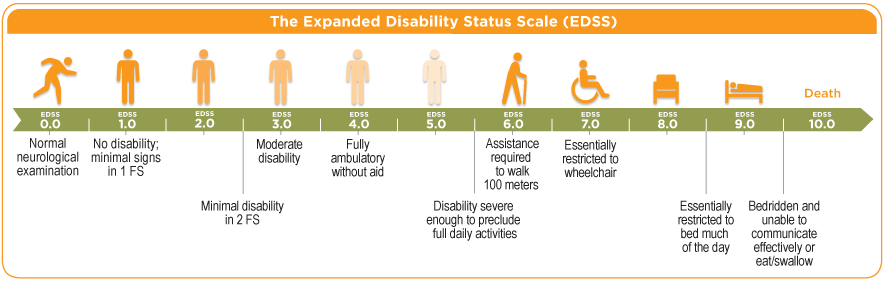 The Expanded Disability Status Scale (EDSS)
Death
EDSS
0.0
EDSS
1.0
EDSS
2.0
EDSS
3.0
EDSS
4.0
EDSS
5.0
EDSS
6.0
EDSS
7.0
EDSS
8.0
EDSS
9.0
EDSS
10.0
Normal
neurological
examination
No disability;
minimal signs
in 1 FS
Minimal disability
in 2 FS
Moderate
disability
Fully
ambulatory
without aid
Disability severe
enough to preclude
full daily activities
Assistance
required
to walk
100 meters
Essentially
restricted to
wheelchair
Essentially
restricted to
bed much
of the day
Bedridden and
unable to
communicate
effectively or
eat/swallow